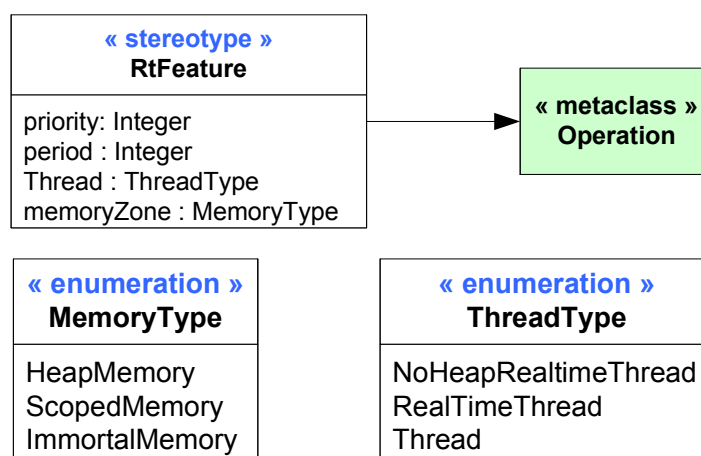 « stereotype »
RtFeature
priority: Integer
period : Integer
Thread : ThreadType
memoryZone : MemoryType
« metaclass »
Operation
« enumeration »
MemoryType
HeapMemory
ScopedMemory
ImmortalMemory
« enumeration »
ThreadType
NoHeapRealtimeThread
RealTimeThread
Thread